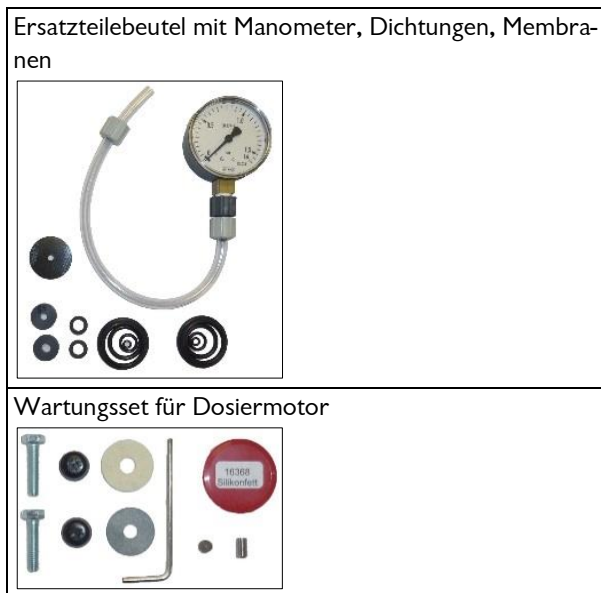 Ersatzteilebeutel mit Manometer, Dichtungen, Membra-
nen
Wartungsset für Dosiermotor
16368
Silikonfett